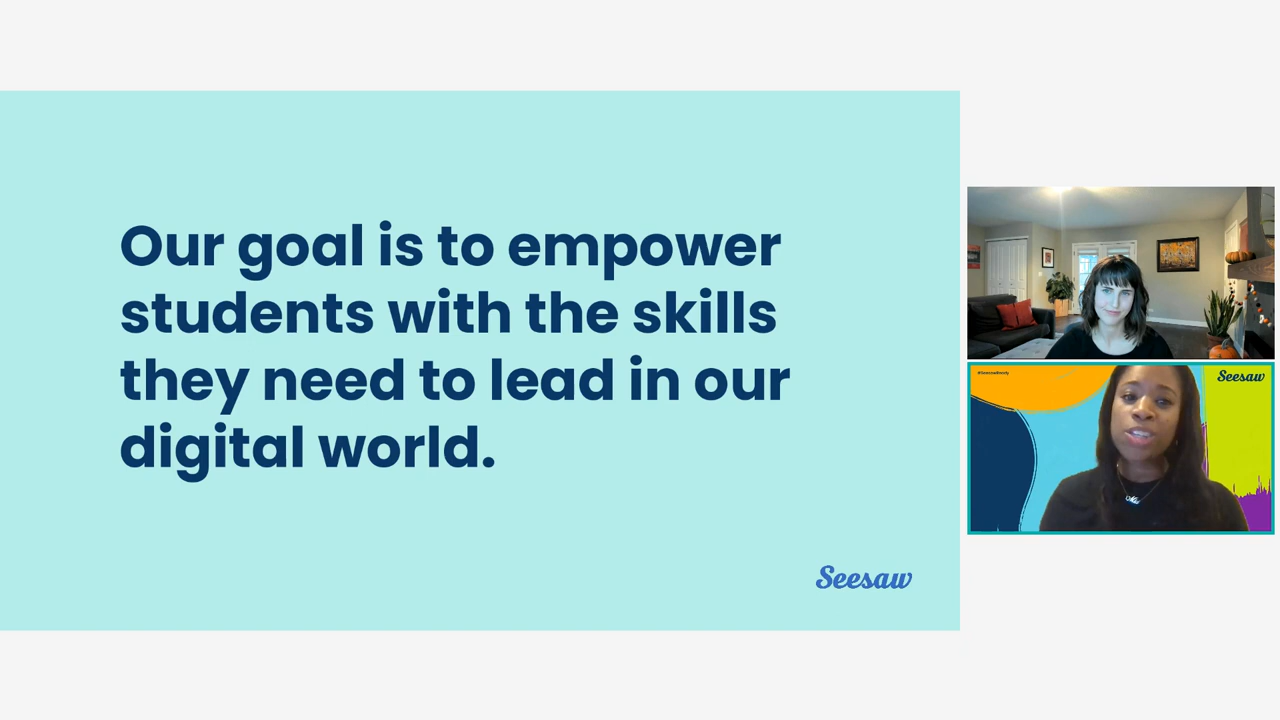 Our goal is to empower
students with the skills
they need to lead in our
digital world.
Seesaw
Seesaw